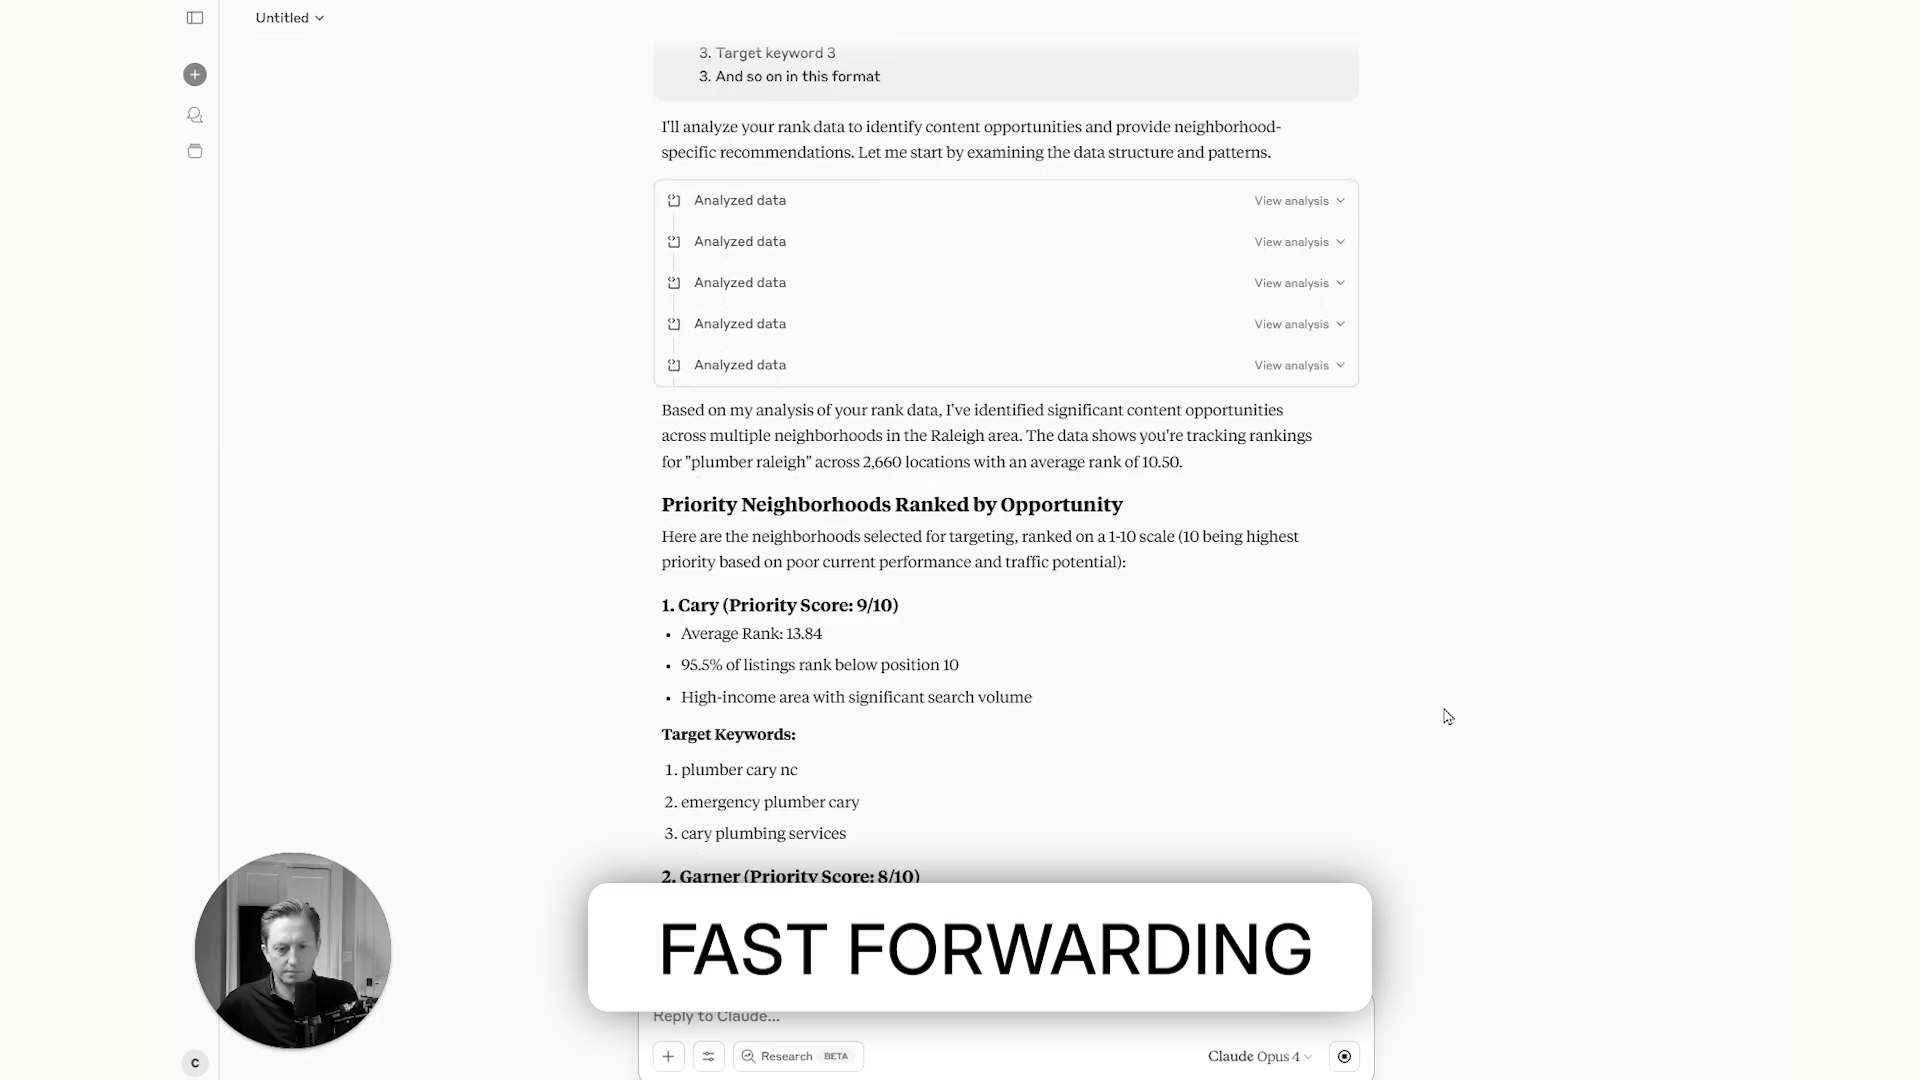 Untitled
3. Target keyword 3
3. And so on in this format
I'll analyze your rank data to identify content opportunities and provide neighborhood-
specific recommendations. Let me start by examining the data structure and patterns.
Analyzed data View analysis
Analyzed data View analysis
Analyzed data View analysis
Analyzed data View analysis
Analyzed data View analysis
Based on my analysis of your rank data, I've identified significant content opportunities
across multiple neighborhoods in the Raleigh area. The data shows you're tracking rankings
for "plumber raleigh" across 2,660 locations with an average rank of 10.50.
Priority Neighborhoods Ranked by Opportunity
Here are the neighborhoods selected for targeting, ranked on a 1-10 scale (10 being highest
priority based on poor current performance and traffic potential):
1. Cary (Priority Score: 9/10)
• Average Rank: 13.84
• 95.5% of listings rank below position 10
• High-income area with significant search volume
Target Keywords:
1. plumber cary nc
2. emergency plumber cary
3. cary plumbing services
2. Garner (Priority Score: 8/10)
FAST FORWARDING
Reply to Claude...
Research BETA
Claude Opus 4
C